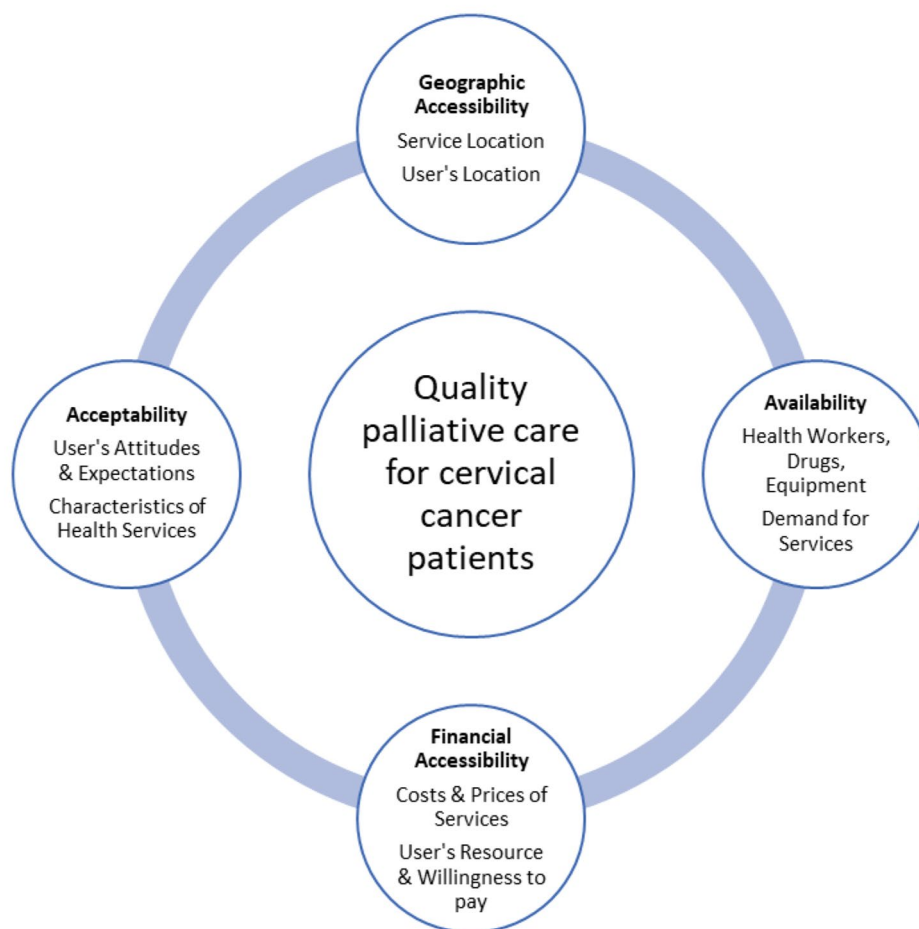 Geographic
Accessibility
Service Location
User's Location
Acceptability
User's Attitudes
& Expectations
Characteristics of
Health Services
Quality
palliative care
for cervical
cancer
patients
Availability
Health Workers,
Drugs,
Equipment
Demand for
Services
Financial
Accessibility
Costs & Prices of
Services
User's Resource
& Willingness to
pay